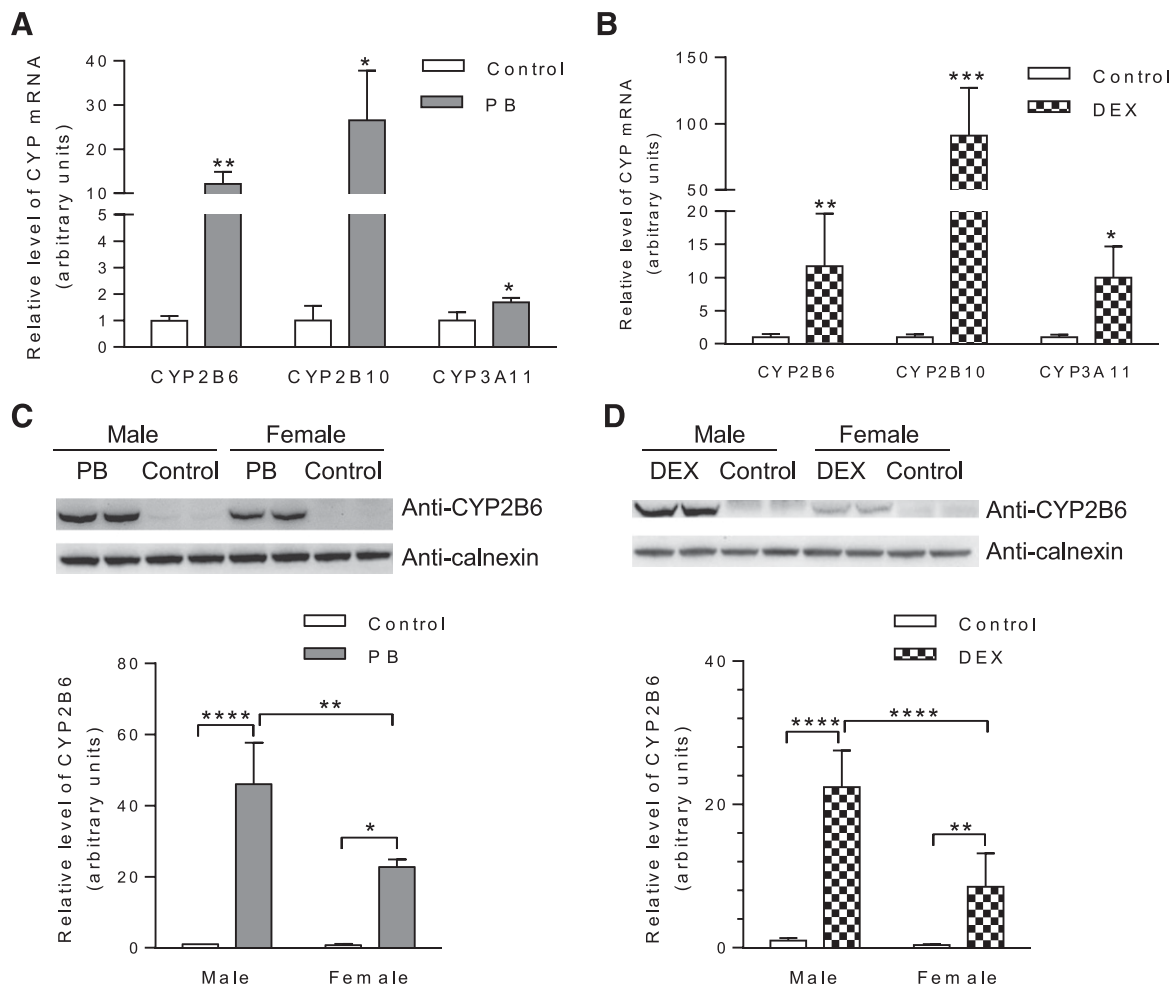 A
Relative level of CYP mRNA
(arbitrary units)
40
30
20
10
5
4
3
2
1
0
Control
PB
**
*
*
CYP2B6
CYP2B10
CYP3A11
B
Relative level of CYP mRNA
(arbitrary units)
150
100
50
20
15
10
5
0
Control
DEX
**
***
*
CYP2B6
CYP2B10
CYP3A11
C
Male
Female
PB
Control
PB
Control
Anti-CYP2B6
Anti-calnexin
Control
PB
Relative level of CYP2B6
(arbitrary units)
80
60
40
20
0
****
**
*
Male
Female
D
Male
Female
DEX
Control
DEX
Control
Anti-CYP2B6
Anti-calnexin
Control
DEX
Relative level of CYP2B6
(arbitrary units)
40
20
0
****
****
**
Male
Female